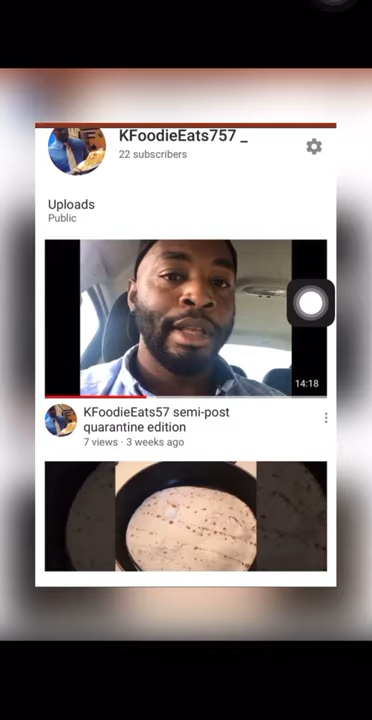 KFoodieEats757 _
22 subscribers
Uploads
Public
14:18
KFoodieEats57 semi-post
quarantine edition
7 views · 3 weeks ago